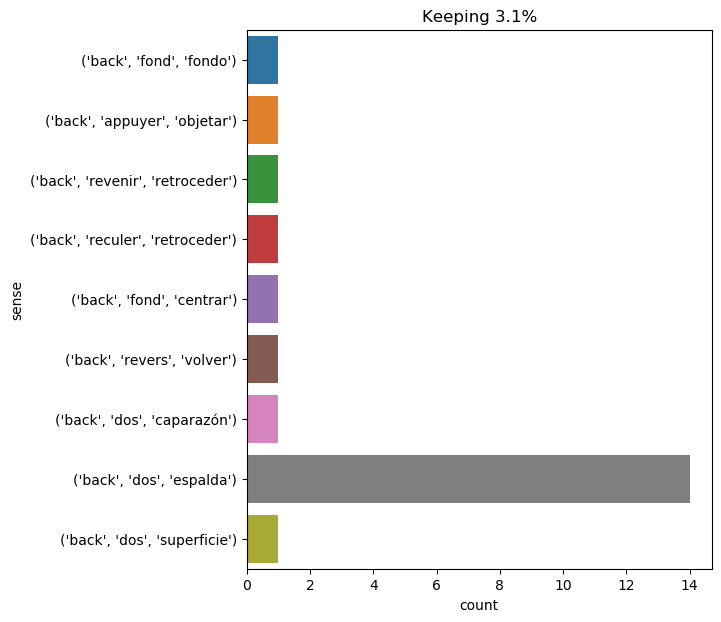 Keeping 3.1%
('back', 'fond', 'fondo')
('back', 'appuyer', 'objetar')
('back', 'revenir', 'retroceder')
('back', 'reculer', 'retroceder')
('back', 'fond', 'centrar')
('back', 'revers', 'volver')
('back', 'dos', 'caparazón')
('back', 'dos', 'espalda')
('back', 'dos', 'superficie')
sense
0 2 4 6 8 10 12 14
count